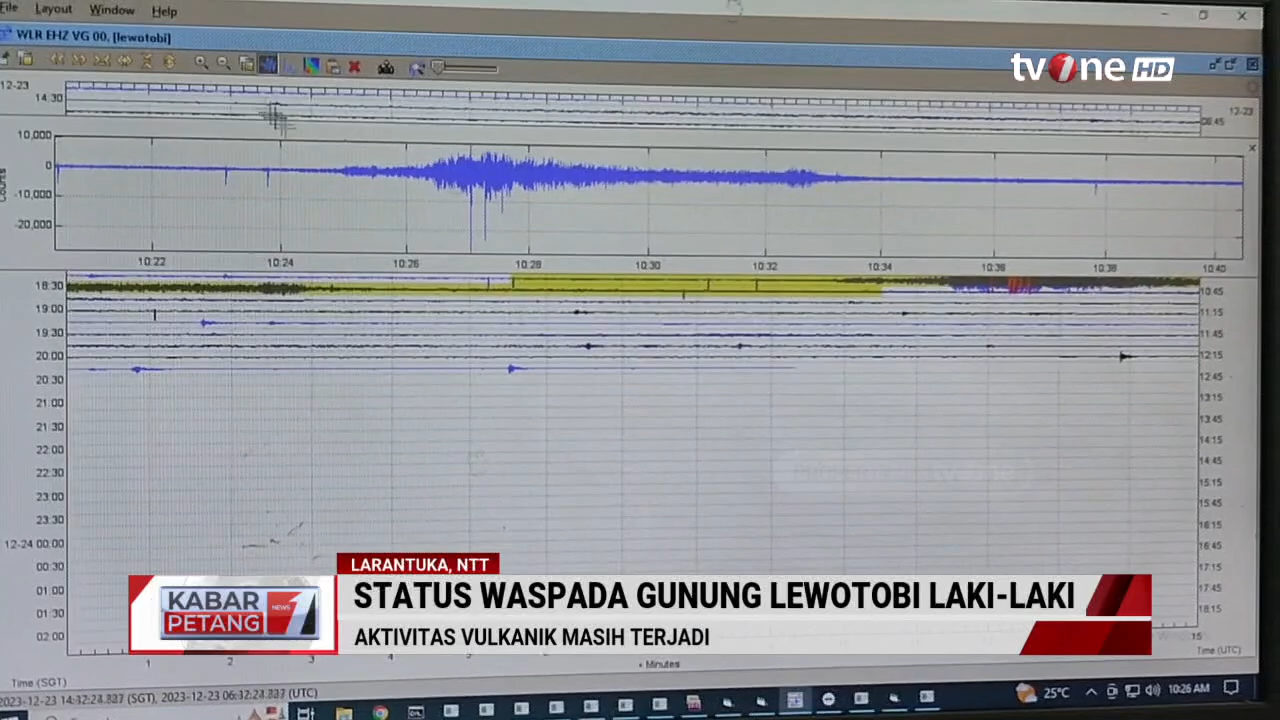 File Layout Window Help
WLR EHZ VG 00. [lewotobi]
tvOne HD
12-23
14:30
12-23
10,000
0
-10,000
-20,000
Counts
10:22 10:24 10:26 10:28 10:30 10:32 10:34 10:36 10:38 10:40
18:30 10:45
19:00 11:15
19:30 11:45
20:00 12:15
20:30 12:45
21:00 13:15
21:30 13:45
22:00 14:15
22:30 14:45
23:00 15:15
23:30 15:45
16:15
12-24 00:00 16:45
00:30
01:00 17:45
01:30 18:15
02:00
LARANTUKA, NTT
KABAR PETANG NEWS 1
STATUS WASPADA GUNUNG LEWOTOBI LAKI-LAKI
AKTIVITAS VULKANIK MASIH TERJADI
1 2 3 15
Minutes
Time (SGT) Time (UTC)
2023-12-23 14:32:24.827 (SGT), 2023-12-23 06:32:24.827 (UTC)
25°C 10:26 AM